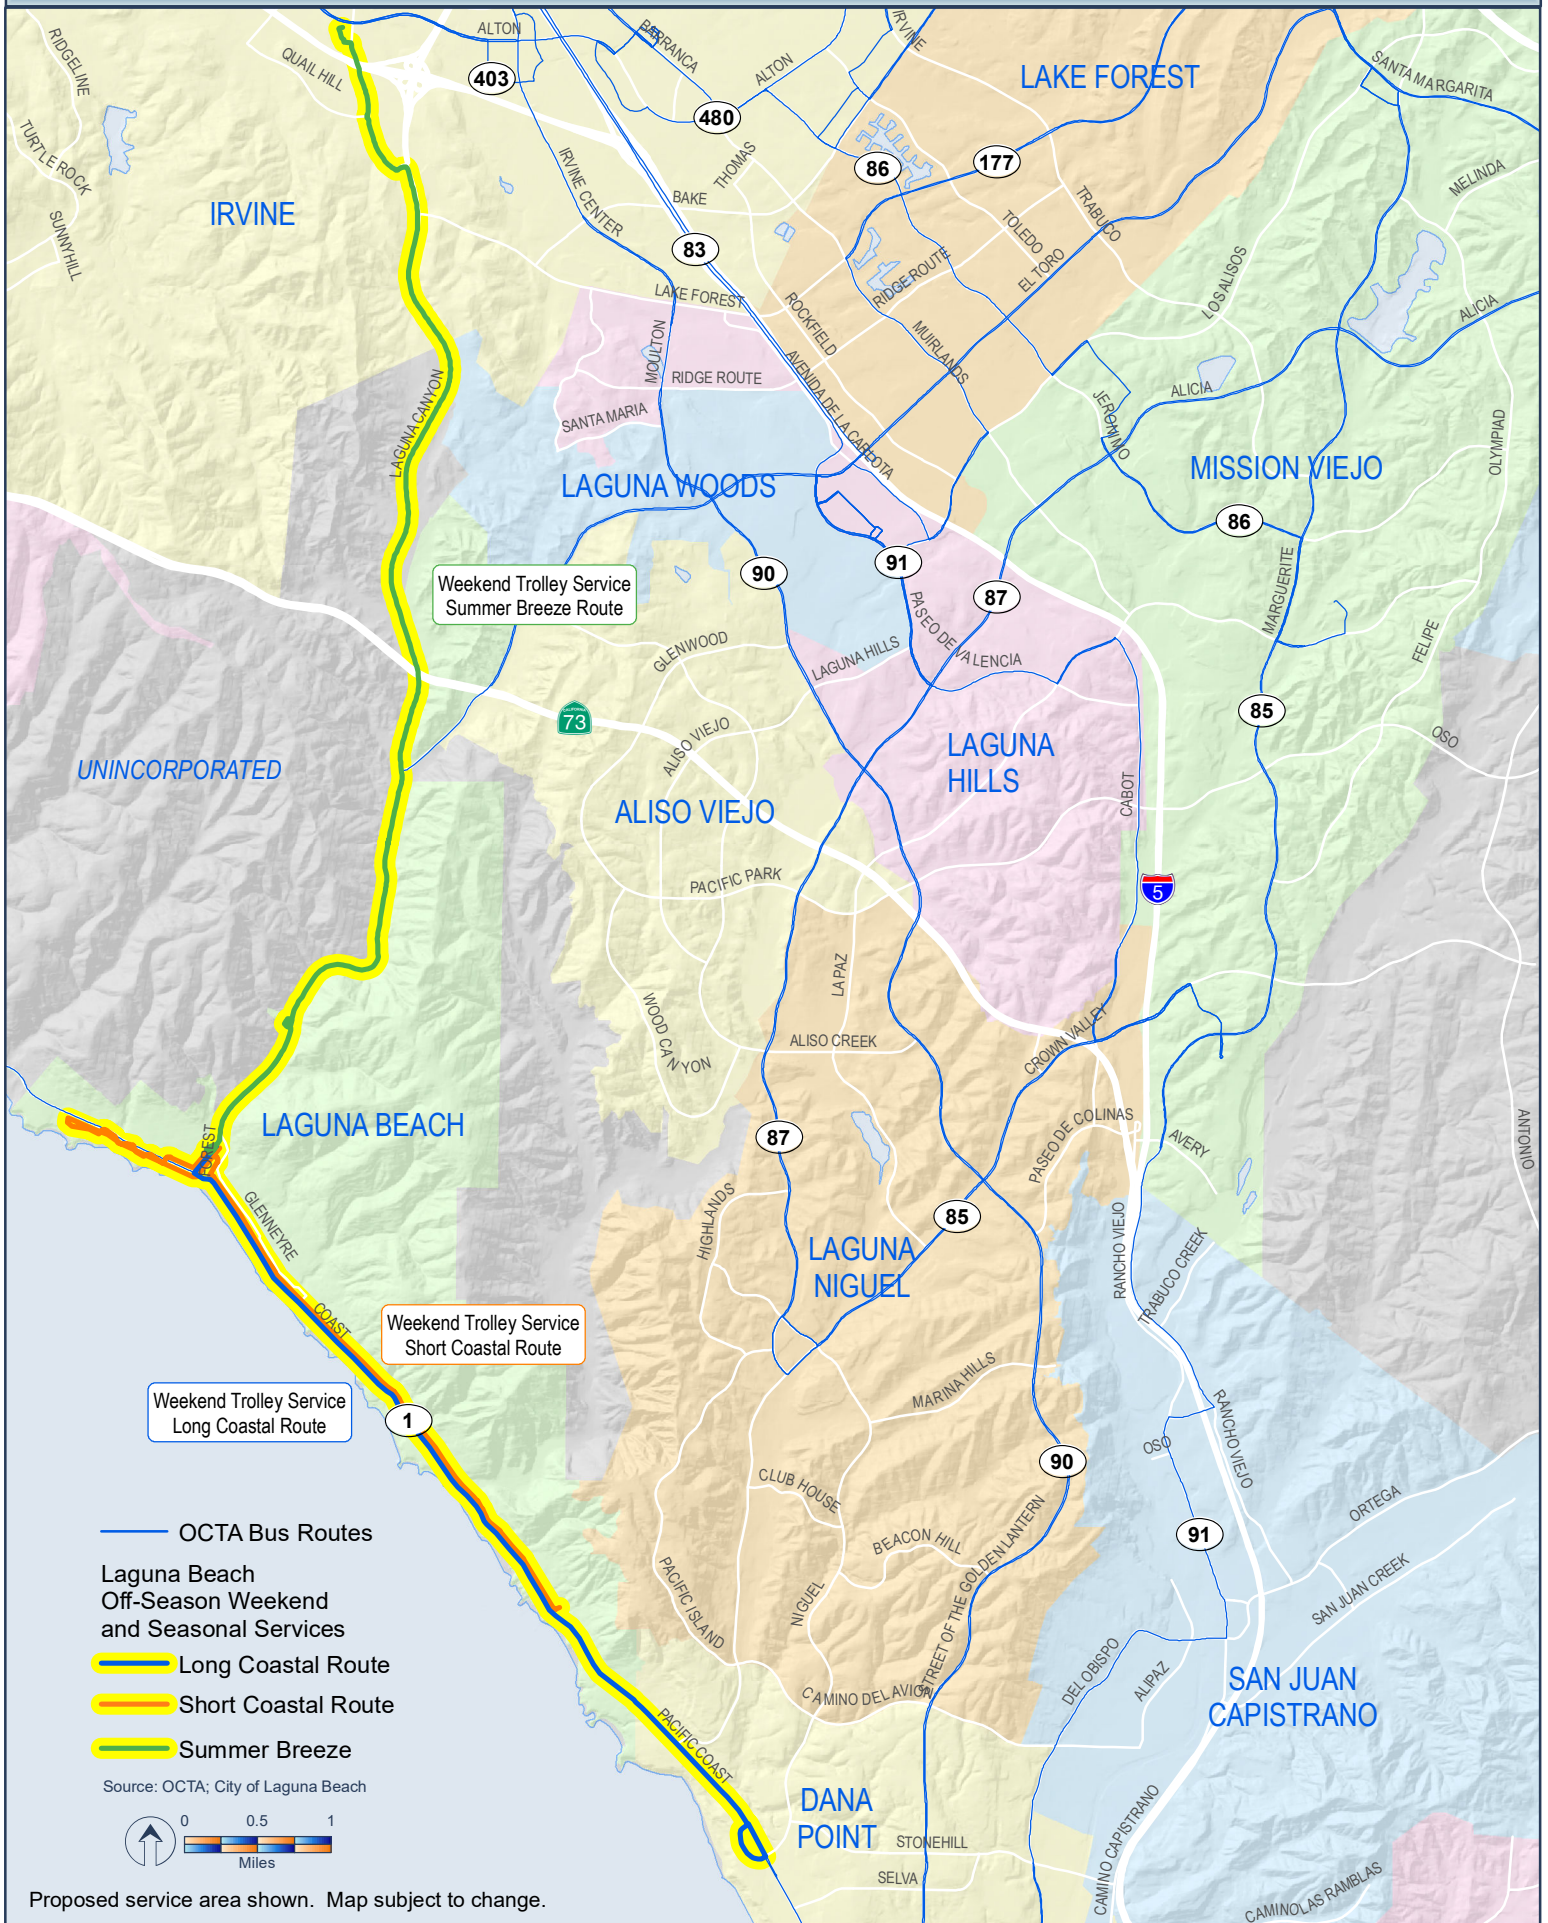 ALTON
BARRANCA
IRVINE
RIDGELINE
QUAIL HILL
403
ALTON
LAKE FOREST
SANTA MARGARITA
480
TURTLE ROCK
THOMAS
86
177
MELINDA
IRVINE CENTER
BAKE
TRABUCO
IRVINE
TOLEDO
SUNNYHILL
83
RIDGE ROUTE
EL TORO
LOS ALISOS
LAKE FOREST
ROCKFIELD
ALICIA
MOULTON
MUIRLANDS
RIDGE ROUTE
AVENIDA DE LA CARLOTA
ALICIA
LAGUNA CANYON
SANTA MARIA
JERONIMO
OLYMPIAD
LAGUNA WOODS
MISSION VIEJO
86
90
91
Weekend Trolley Service
Summer Breeze Route
87
MARGUERITE
PASEO DE VALENCIA
GLENWOOD
LAGUNA HILLS
FELIPE
CALIFORNIA
73
85
ALISO VIEJO
OSO
LAGUNA
HILLS
UNINCORPORATED
CABOT
ALISO VIEJO
PACIFIC PARK
5
LA PAZ
WOOD CANYON
ALISO CREEK
CROWN VALLEY
LAGUNA BEACH
FOREST
87
PASEO DE COLINAS
AVERY
ANTONIO
GLENNEYRE
HIGHLANDS
85
LAGUNA
NIGUEL
RANCHO VIEJO
TRABUCO CREEK
COAST
Weekend Trolley Service
Short Coastal Route
MARINA HILLS
Weekend Trolley Service
Long Coastal Route
1
RANCHO VIEJO
OSO
90
CLUB HOUSE
ORTEGA
OCTA Bus Routes
91
BEACON HILL
STREET OF THE GOLDEN LANTERN
Laguna Beach
Off-Season Weekend
and Seasonal Services
PACIFIC ISLAND
NIGUEL
SAN JUAN CREEK
Long Coastal Route
DEL OBISPO
ALIPAZ
SAN JUAN
CAPISTRANO
Short Coastal Route
CAMINO DEL AVION
Summer Breeze
PACIFIC COAST
Source: OCTA; City of Laguna Beach
DANA
POINT
0 0.5 1
Miles
STONEHILL
SELVA
CAMINO CAPISTRANO
CAMINO LAS RAMBLAS
Proposed service area shown. Map subject to change.